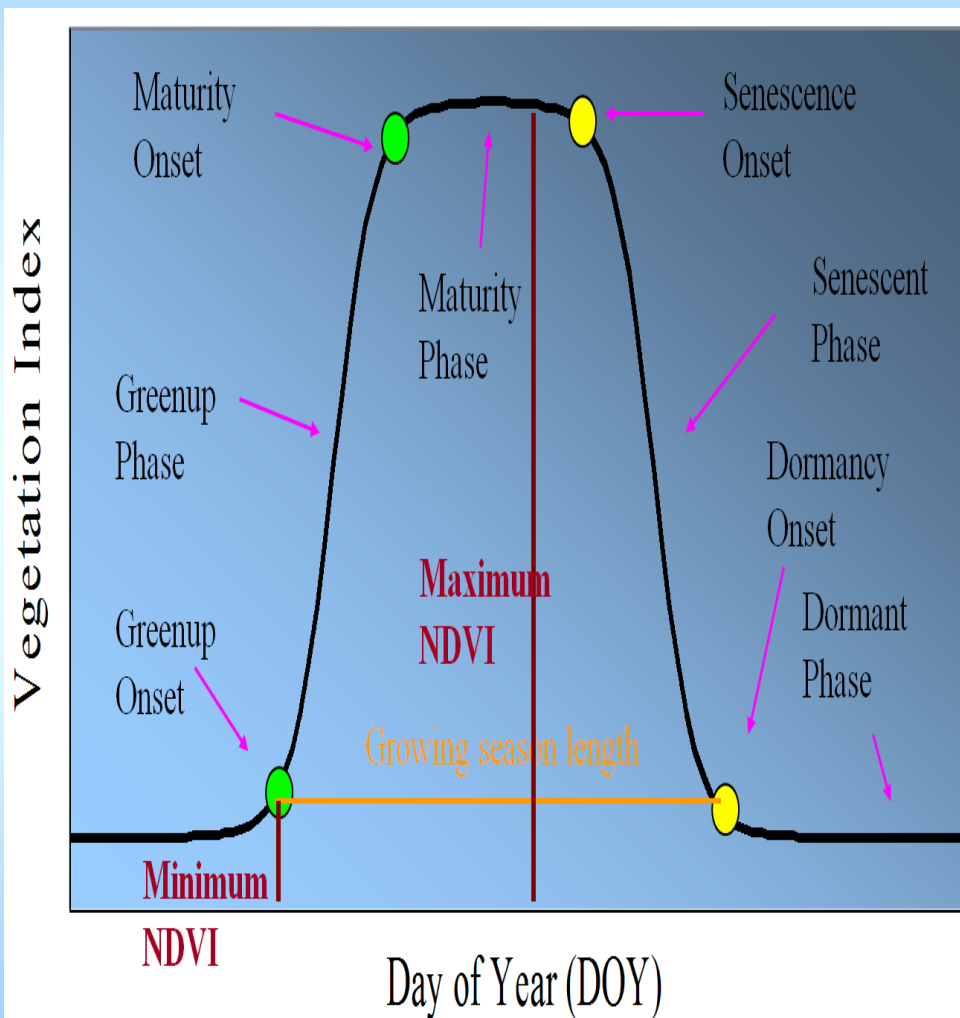 Maturity
Onset
Senescence
Onset
Maturity
Phase
Senescent
Phase
Greenup
Phase
Dormancy
Onset
Maximum
NDVI
Greenup
Onset
Dormant
Phase
Growing season length
Minimum
NDVI
Vegetation Index
Day of Year (DOY)